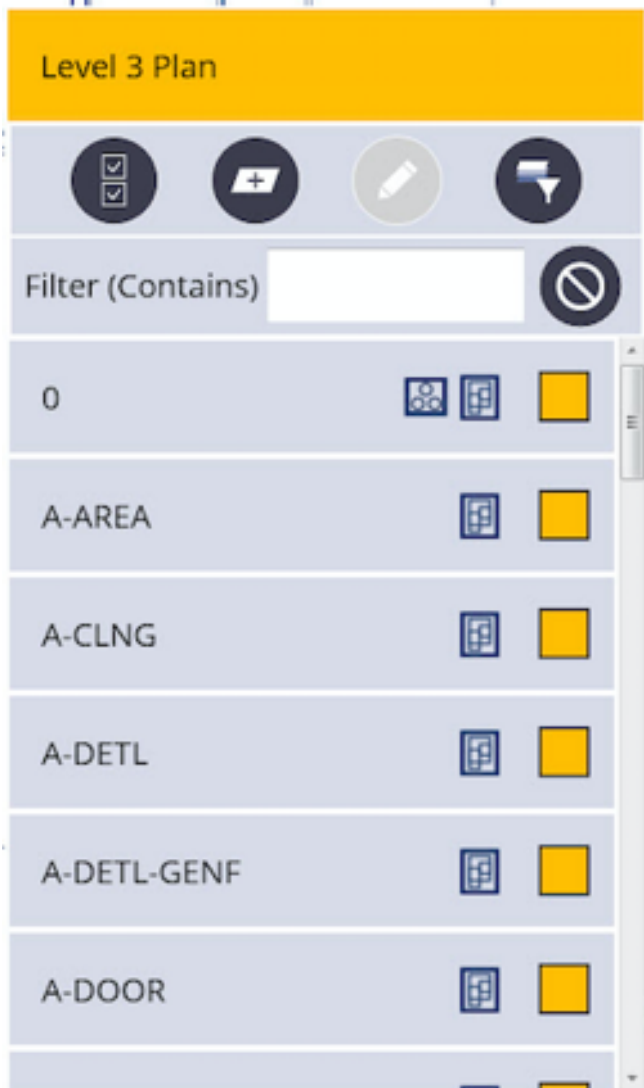 Level 3 Plan
Filter (Contains)
0
A-AREA
A-CLNG
A-DETL
A-DETL-GENF
A-DOOR